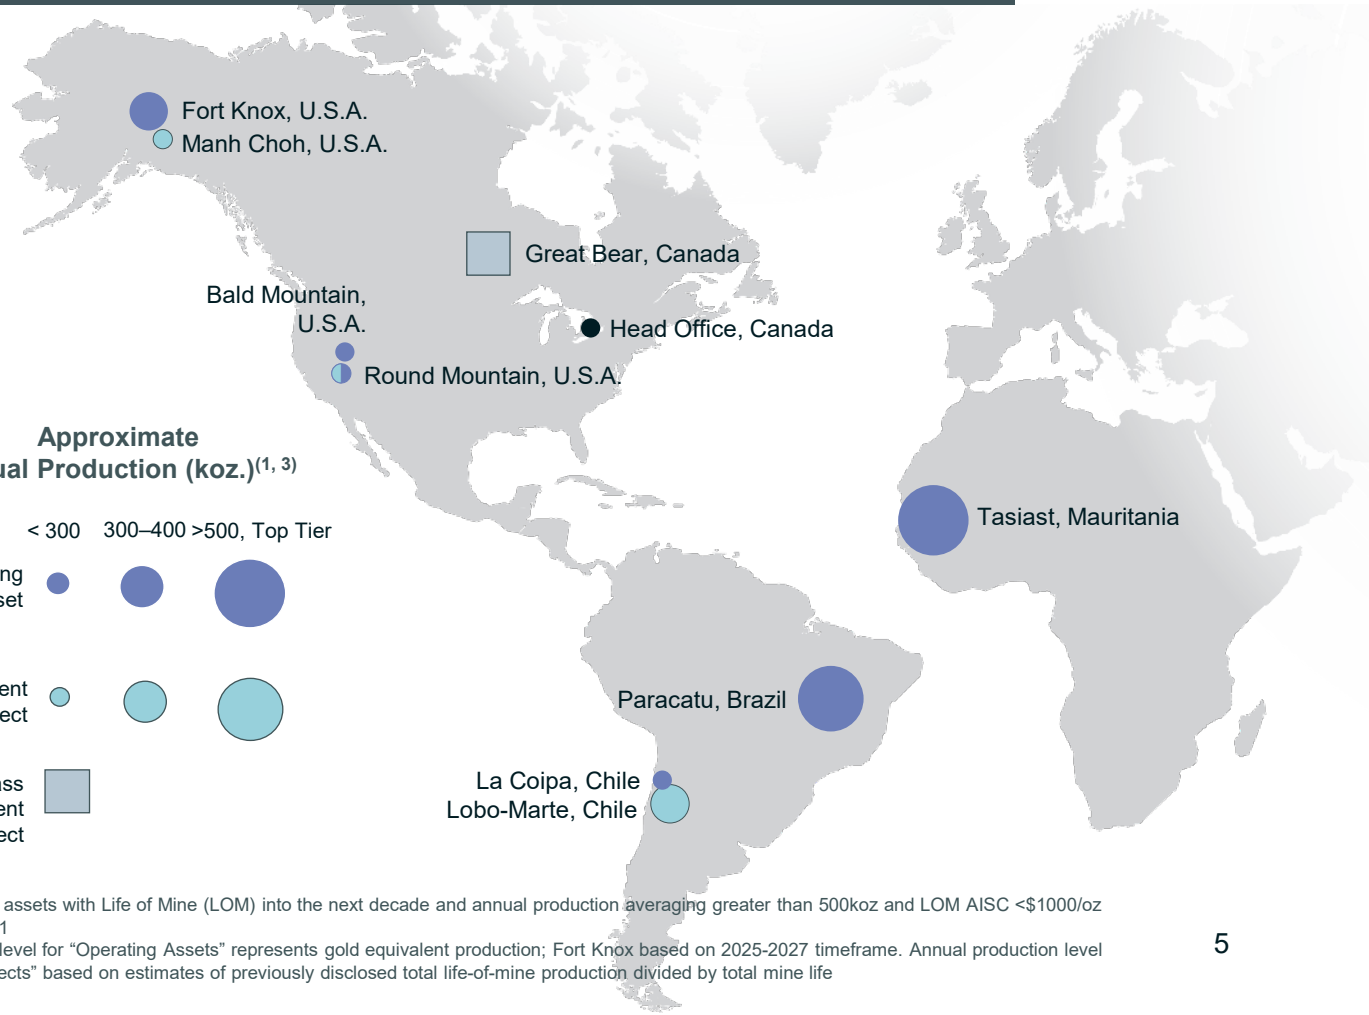 Fort Knox, U.S.A.
Manh Choh, U.S.A.
Great Bear, Canada
Bald Mountain,
U.S.A.
Head Office, Canada
Round Mountain, U.S.A.
Approximate
ual Production (koz.)(1, 3)
< 300 300–400 >500, Top Tier
Tasiast, Mauritania
ing
set
ent
ect
Paracatu, Brazil
ass
ent
ect
La Coipa, Chile
Lobo-Marte, Chile
assets with Life of Mine (LOM) into the next decade and annual production averaging greater than 500koz and LOM AISC <$1000/oz
1
level for “Operating Assets” represents gold equivalent production; Fort Knox based on 2025-2027 timeframe. Annual production level
ects” based on estimates of previously disclosed total life-of-mine production divided by total mine life
5